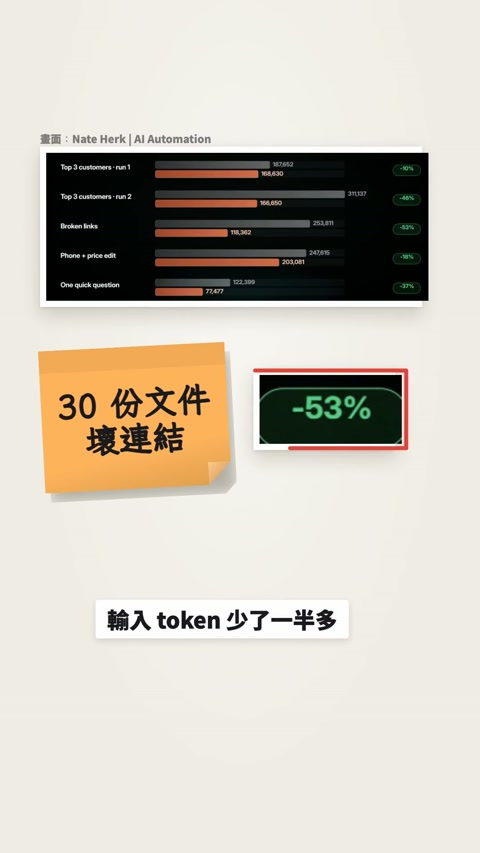 畫面：Nate Herk | AI Automation
Top 3 customers · run 1 187,652 168,630 -10%
Top 3 customers · run 2 311,137 166,650 -46%
Broken links 253,811 118,362 -53%
Phone + price edit 247,615 203,081 -18%
One quick question 122,399 77,477 -37%
30 份文件
壞連結
-53%
輸入 token 少了一半多